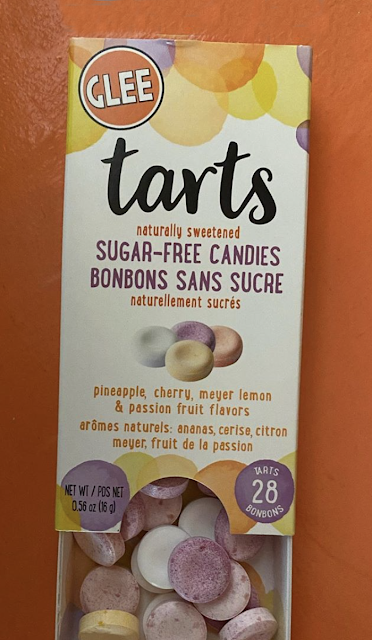 GLEE
tarts
naturally sweetened
SUGAR-FREE CANDIES
BONBONS SANS SUCRE
naturellement sucrés
pineapple, cherry, meyer lemon
& passion fruit flavors
arômes naturels: ananas, cerise, citron
meyer, fruit de la passion
NET WT / PDS NET
0.56 oz (16 g)
TARTS
28
BONBONS